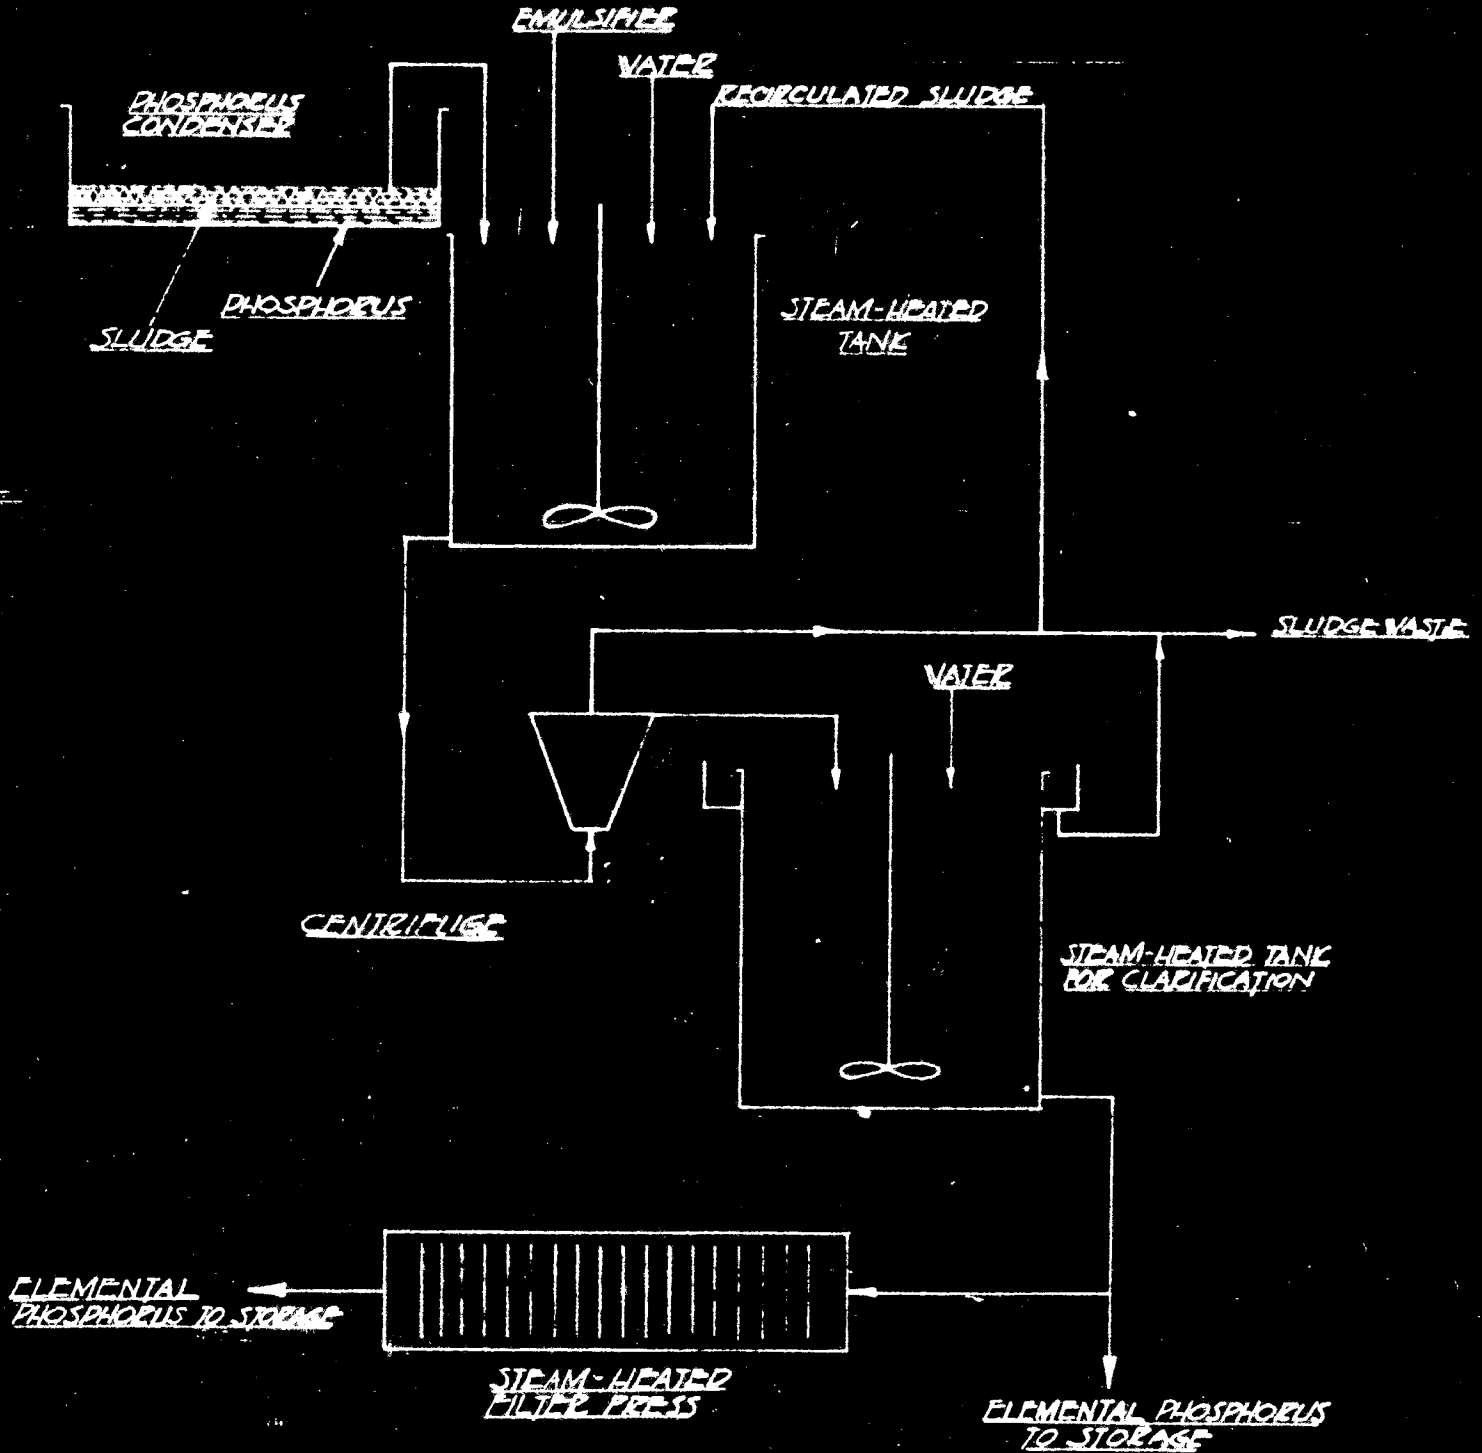 EMULSIFIER
WATER
RECIRCULATED SLUDGE
PHOSPHORUS
CONDENSER
PHOSPHORUS
SLUDGE
STEAM-HEATED
TANK
SLUDGE WASTE
WATER
CENTRIFUGE
STEAM-HEATED TANK
FOR CLARIFICATION
ELEMENTAL
PHOSPHORUS TO STORAGE
STEAM-HEATED
FILTER PRESS
ELEMENTAL PHOSPHORUS
TO STORAGE